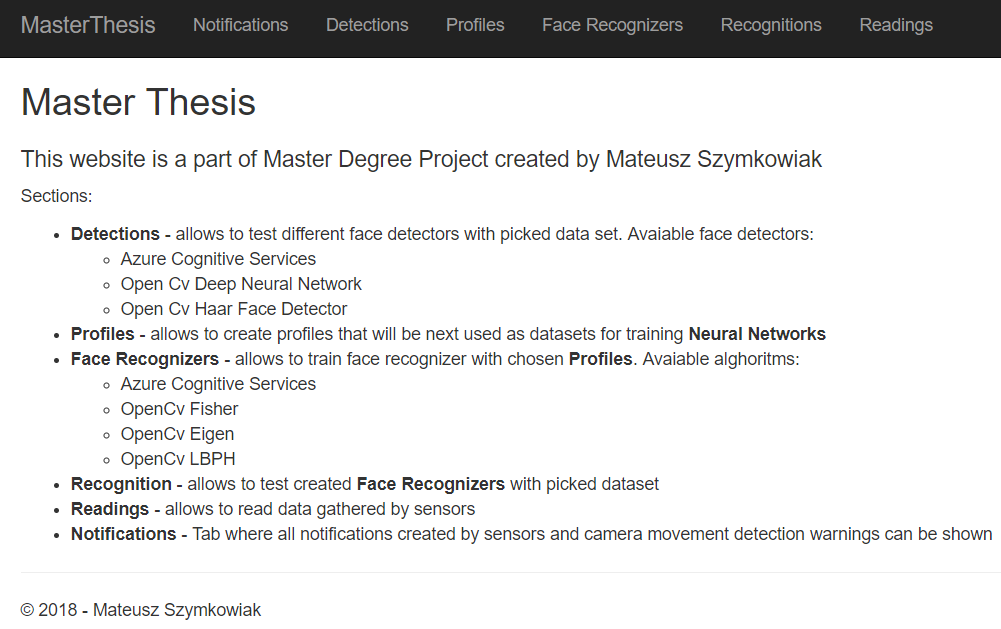 MasterThesis Notifications Detections Profiles Face Recognizers Recognitions Readings
Master Thesis
This website is a part of Master Degree Project created by Mateusz Szymkowiak
Sections:
Detections - allows to test different face detectors with picked data set. Avaiable face detectors:
Azure Cognitive Services
Open Cv Deep Neural Network
Open Cv Haar Face Detector
Profiles - allows to create profiles that will be next used as datasets for training Neural Networks
Face Recognizers - allows to train face recognizer with chosen Profiles. Avaiable alghoritms:
Azure Cognitive Services
OpenCv Fisher
OpenCv Eigen
OpenCv LBPH
Recognition - allows to test created Face Recognizers with picked dataset
Readings - allows to read data gathered by sensors
Notifications - Tab where all notifications created by sensors and camera movement detection warnings can be shown
© 2018 - Mateusz Szymkowiak